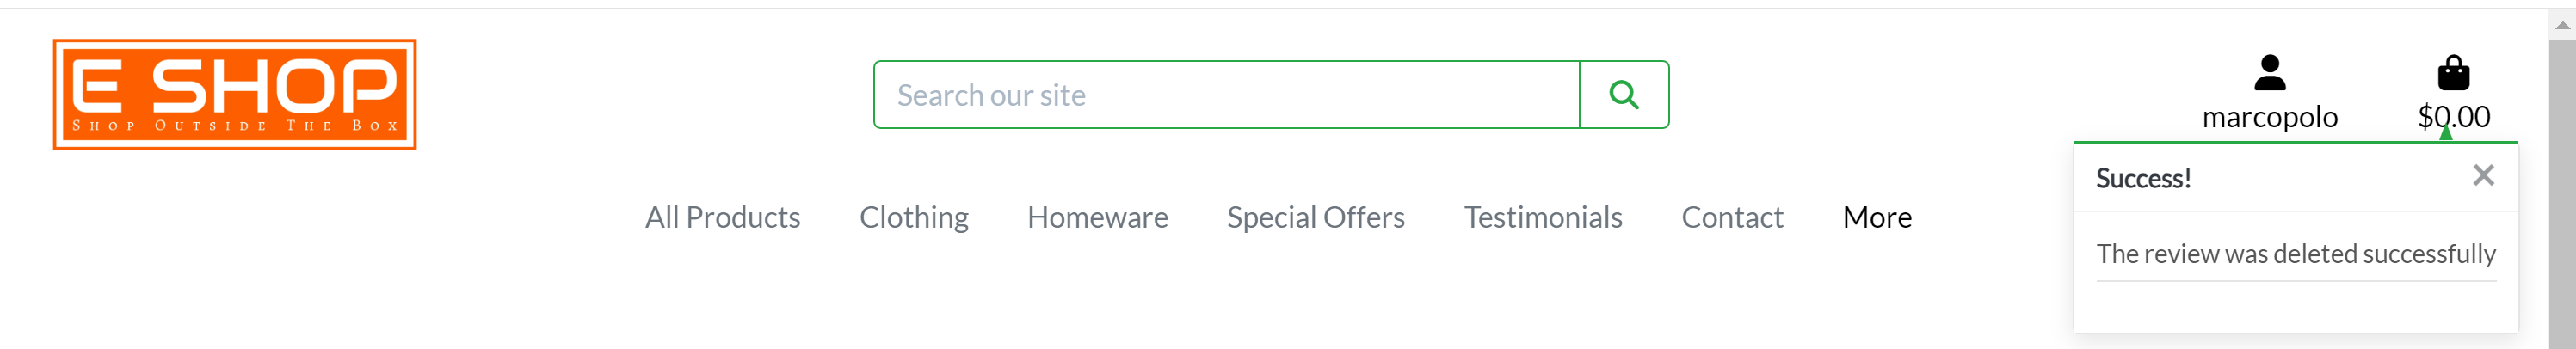 E SHOP
Shop Outside The Box
Search our site
marcopolo
$0.00
All Products
Clothing
Homeware
Special Offers
Testimonials
Contact
More
Success!
×
The review was deleted successfully